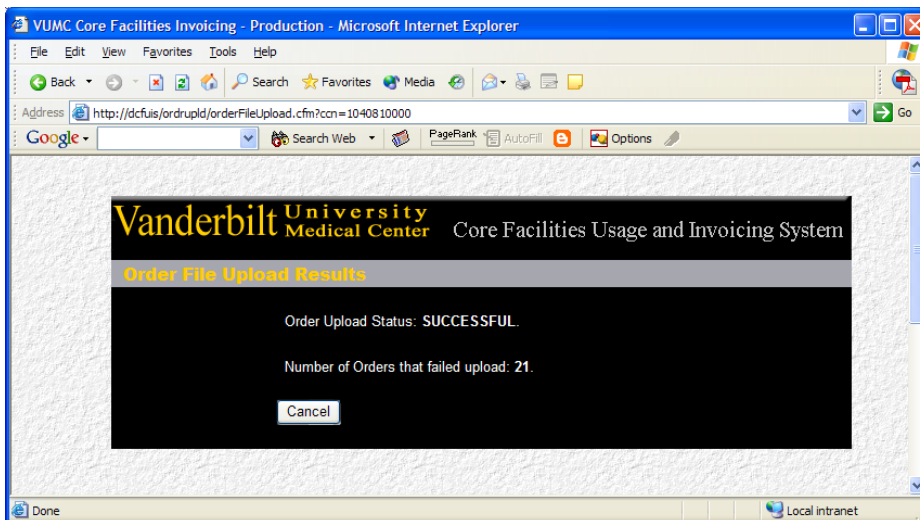 VUMC Core Facilities Invoicing - Production - Microsoft Internet Explorer
File Edit View Favorites Tools Help
Back Search Favorites Media
Address http://dcfuis/ordrupld/orderFileUpload.cfm?ccn=1040810000 Go
Google Search Web PageRank AutoFill Options
Vanderbilt University Medical Center Core Facilities Usage and Invoicing System
Order File Upload Results
Order Upload Status: SUCCESSFUL.
Number of Orders that failed upload: 21.
Cancel
Done Local intranet